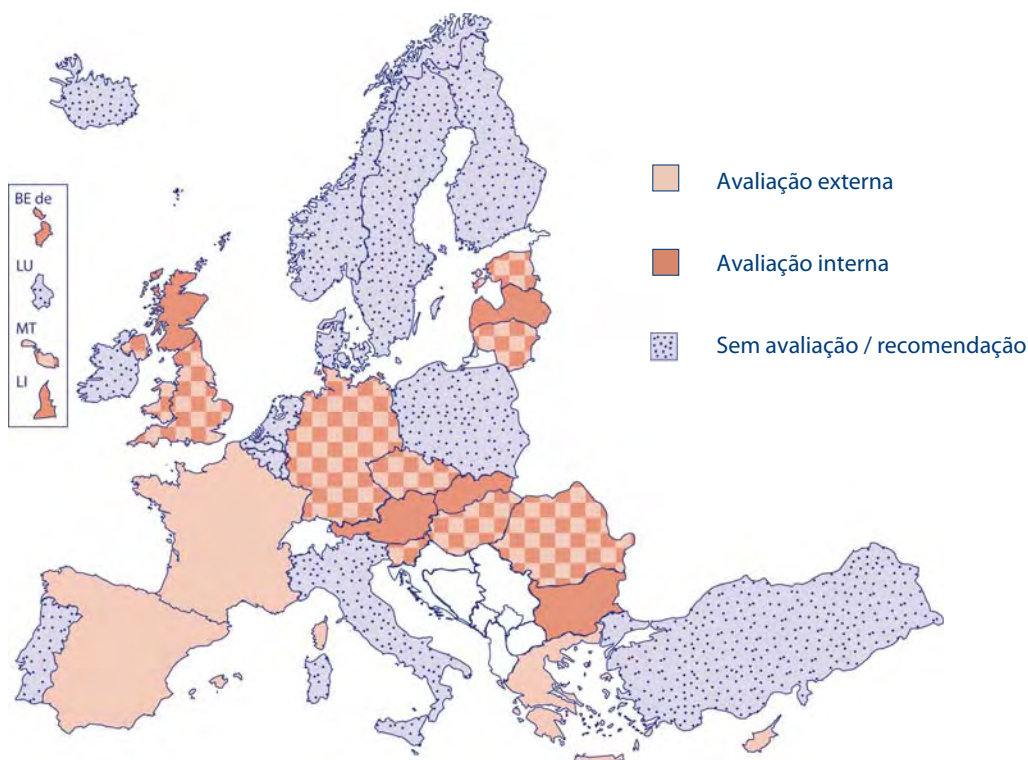 BE de
LU
MT
LI
Avaliação externa
Avaliação interna
Sem avaliação / recomendação